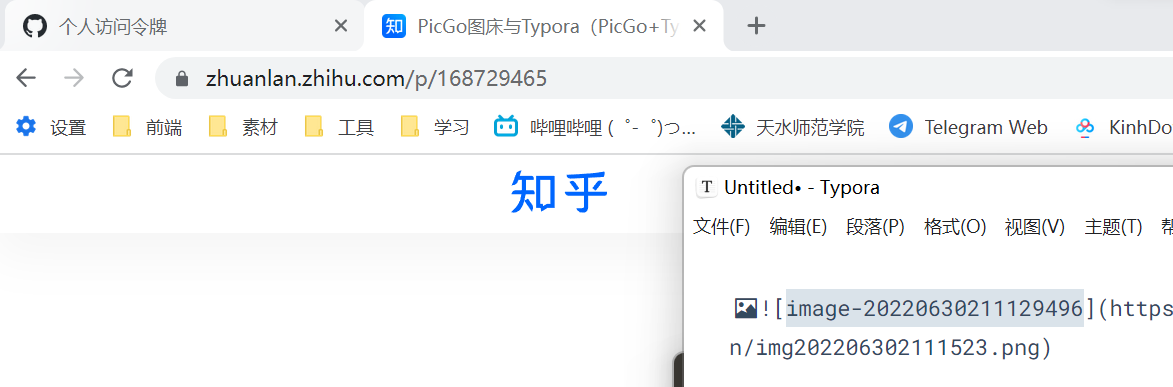 个人访问令牌
知 PicGo图床与Typora（PicGo+Ty
zhuanlan.zhihu.com/p/168729465
设置 前端 素材 工具 学习 哔哩哔哩 (゜-゜)つ... 天水师范学院 Telegram Web KinhDo
知乎
T Untitled• - Typora
文件(F) 编辑(E) 段落(P) 格式(O) 视图(V) 主题(T) 帮
![image-20220630211129496](https
n/img202206302111523.png)